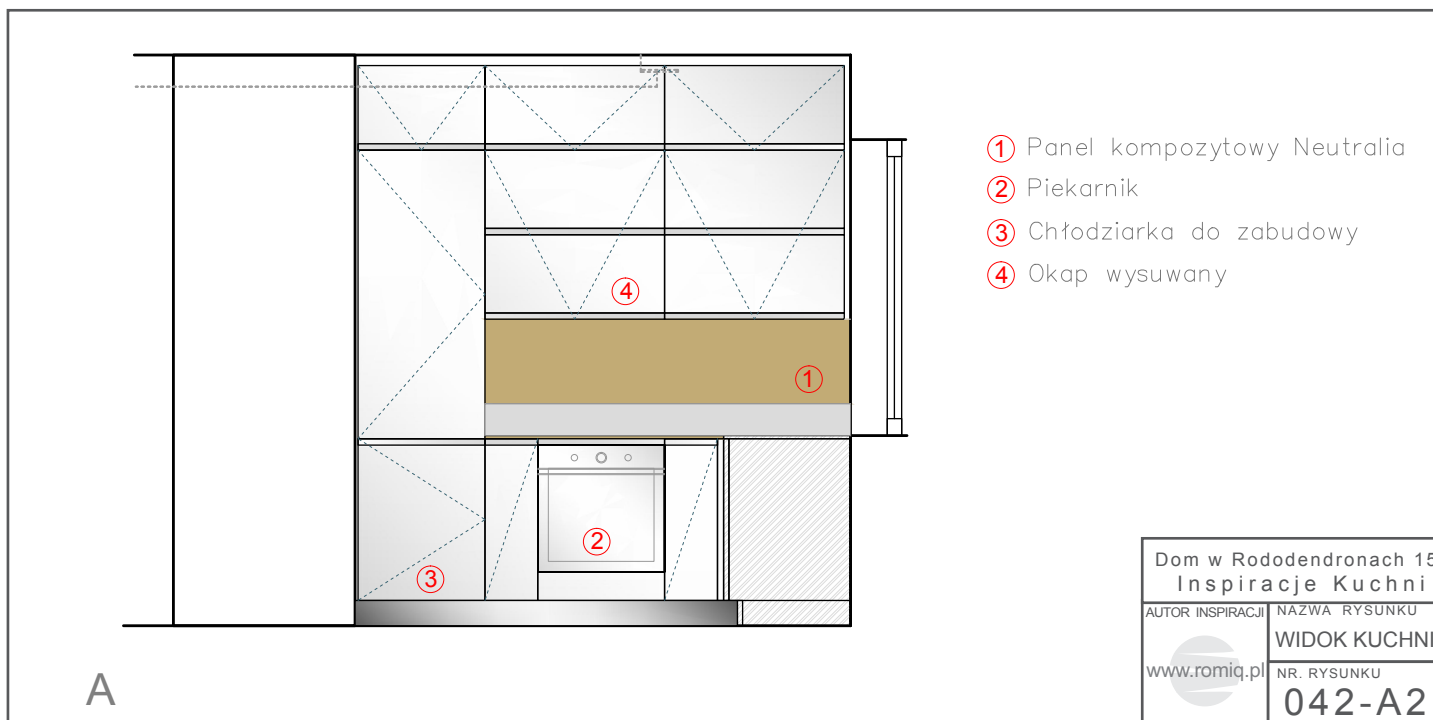 ① Panel kompozytowy Neutralia
② Piekarnik
③ Chłodziarka do zabudowy
④ Okap wysuwany
4
1
2
3
A
Dom w Rododendronach 15
Inspiracje Kuchni
AUTOR INSPIRACJI
www.romiq.pl
NAZWA RYSUNKU
WIDOK KUCHNI
NR. RYSUNKU
042-A2